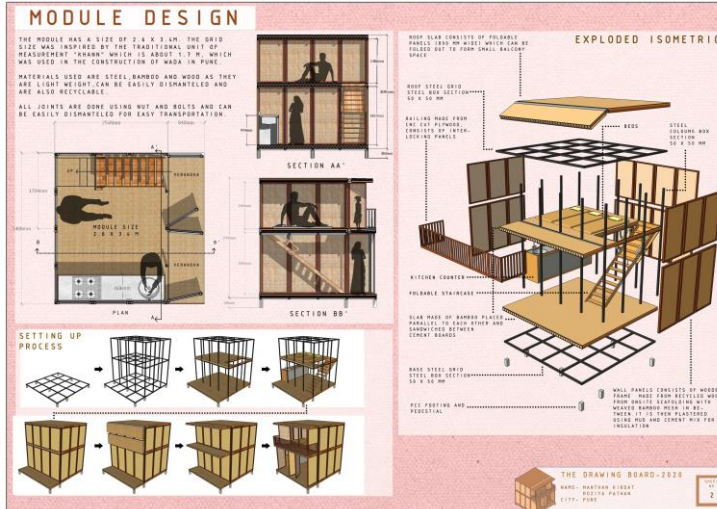 MODULE DESIGN
THE MODULE HAS A SIZE OF 2.6 X 3.4M. THE GRID
SIZE WAS INSPIRED BY THE TRADITIONAL UNIT OF
MEASUREMENT "KHANN" WHICH IS ABOUT 1.7 M, WHICH
WAS USED IN THE CONSTRUCTION OF WADA IN PUNE.
MATERIALS USED ARE STEEL,BAMBOO AND WOOD AS THEY
ARE LIGHT WEIGHT,CAN BE EASILY DISMANTELED AND
ARE ALSO RECYCLABLE.
ALL JOINTS ARE DONE USING NUT AND BOLTS AND CAN
BE EASILY DISMANTELED FOR EASY TRANSPORTATION.
UP
VERANDHA
MODULE SIZE
2.6 X 3.4 M
VERANDHA
PLAN
SECTION AA'
SECTION BB'
SETTING UP
PROCESS
EXPLODED ISOMETRIC
ROOF SLAB CONSISTS OF FOLDABLE
PANELS (800 MM WIDE) WHICH CAN BE
FOLDED OUT TO FORM SMALL BALCONY
SPACE
ROOF STEEL GRID
STEEL BOX SECTION
50 X 50 MM
RAILING MADE FROM
CNC CUT PLYWOOD,
CONSISTS OF INTER-
LOCKING PANELS
BEDS
STEEL
COLUMNS BOX
SECTION
50 X 50 MM
KITCHEN COUNTER
FOLDABLE STAIRCASE
SLAB MADE OF BAMBOO PLACED
PARALLEL TO EACH OTHER AND
SANDWICHED BETWEEN
CEMENT BOARDS
BASE STEEL GRID
STEEL BOX SECTION
50 X 50 MM
PCC FOOTING AND
PEDESTIAL
WALL PANELS CONSISTS OF WOODEN
FRAME MADE FROM RECYCLED WOOD
FROM ONSITE SCAFOLDING WITH
WEAVED BAMBOO MESH IN BE-
TWEEN.IT IS THEN PLASTERED
USING MUD AND CEMENT MIX FOR
INSULATION
THE DRAWING BOARD-2020
NAME- MANTHAN
PATHAN
CITY- PUNE
2